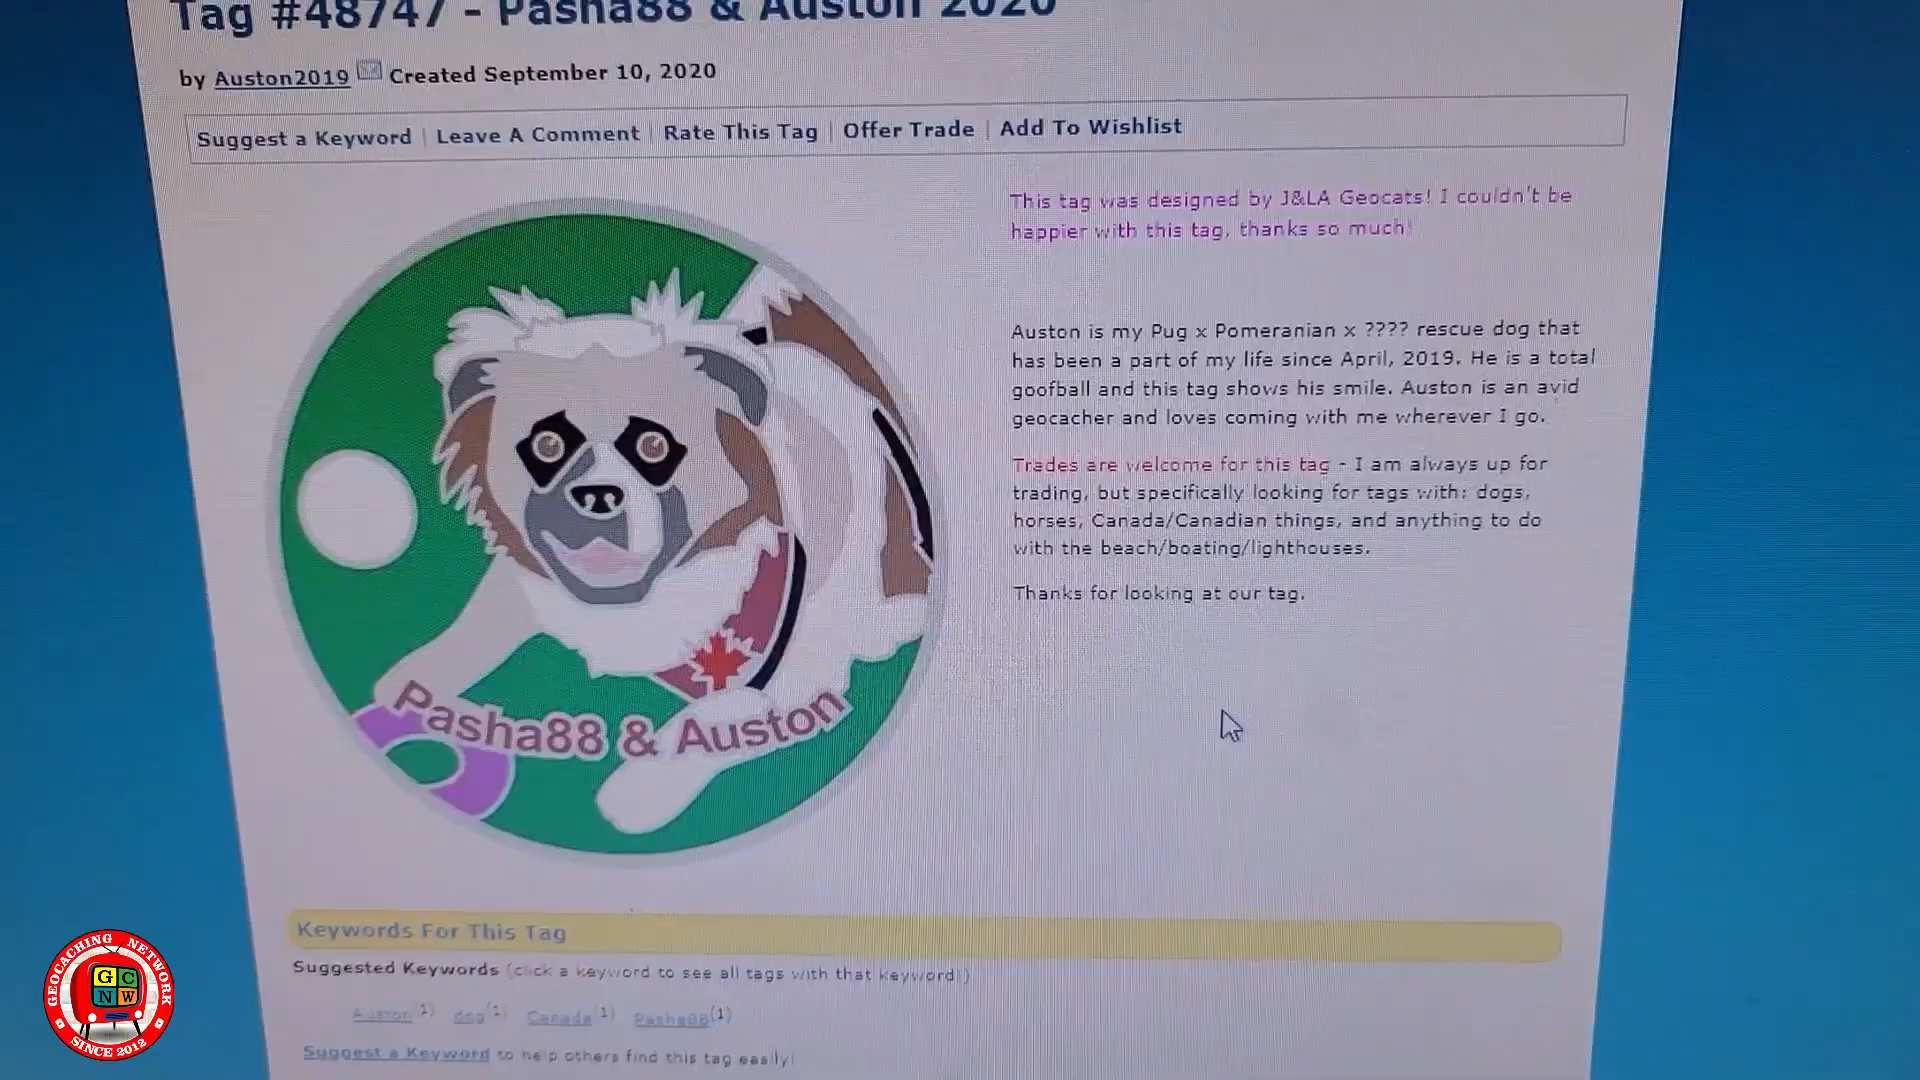 Tag #48747 - Pasha88 & Auston 2020
by Auston2019 Created September 10, 2020
Suggest a Keyword | Leave A Comment | Rate This Tag | Offer Trade | Add To Wishlist
This tag was designed by J&LA Geocats! I couldn't be
happier with this tag, thanks so much!
Auston is my Pug x Pomeranian x ???? rescue dog that
has been a part of my life since April, 2019. He is a total
goofball and this tag shows his smile. Auston is an avid
geocacher and loves coming with me wherever I go.
Trades are welcome for this tag - I am always up for
trading, but specifically looking for tags with: dogs,
horses, Canada/Canadian things, and anything to do
with the beach/boating/lighthouses.
Thanks for looking at our tag.
Pasha88 & Auston
Keywords For This Tag
Suggested Keywords (click a keyword to see all tags with that keyword!)
Auston(1) dog(1) Canada(1) Pasha88(1)
Suggest a Keyword to help others find this tag easily!
GEOCACHING NETWORK
GC
NW
SINCE 2012